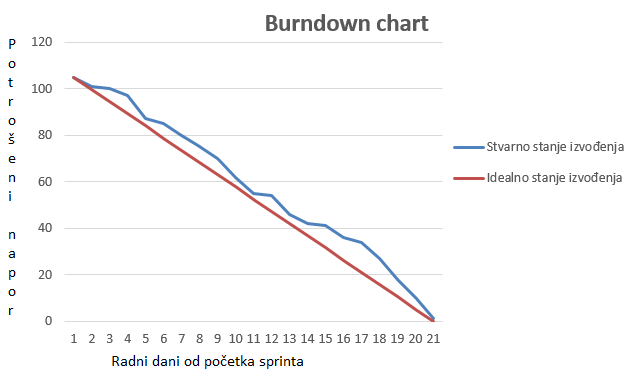 Burndown chart
Potrošeni napor
120
100
80
60
40
20
0
1 2 3 4 5 6 7 8 9 10 11 12 13 14 15 16 17 18 19 20 21
Radni dani od početka sprinta
Stvarno stanje izvođenja
Idealno stanje izvođenja